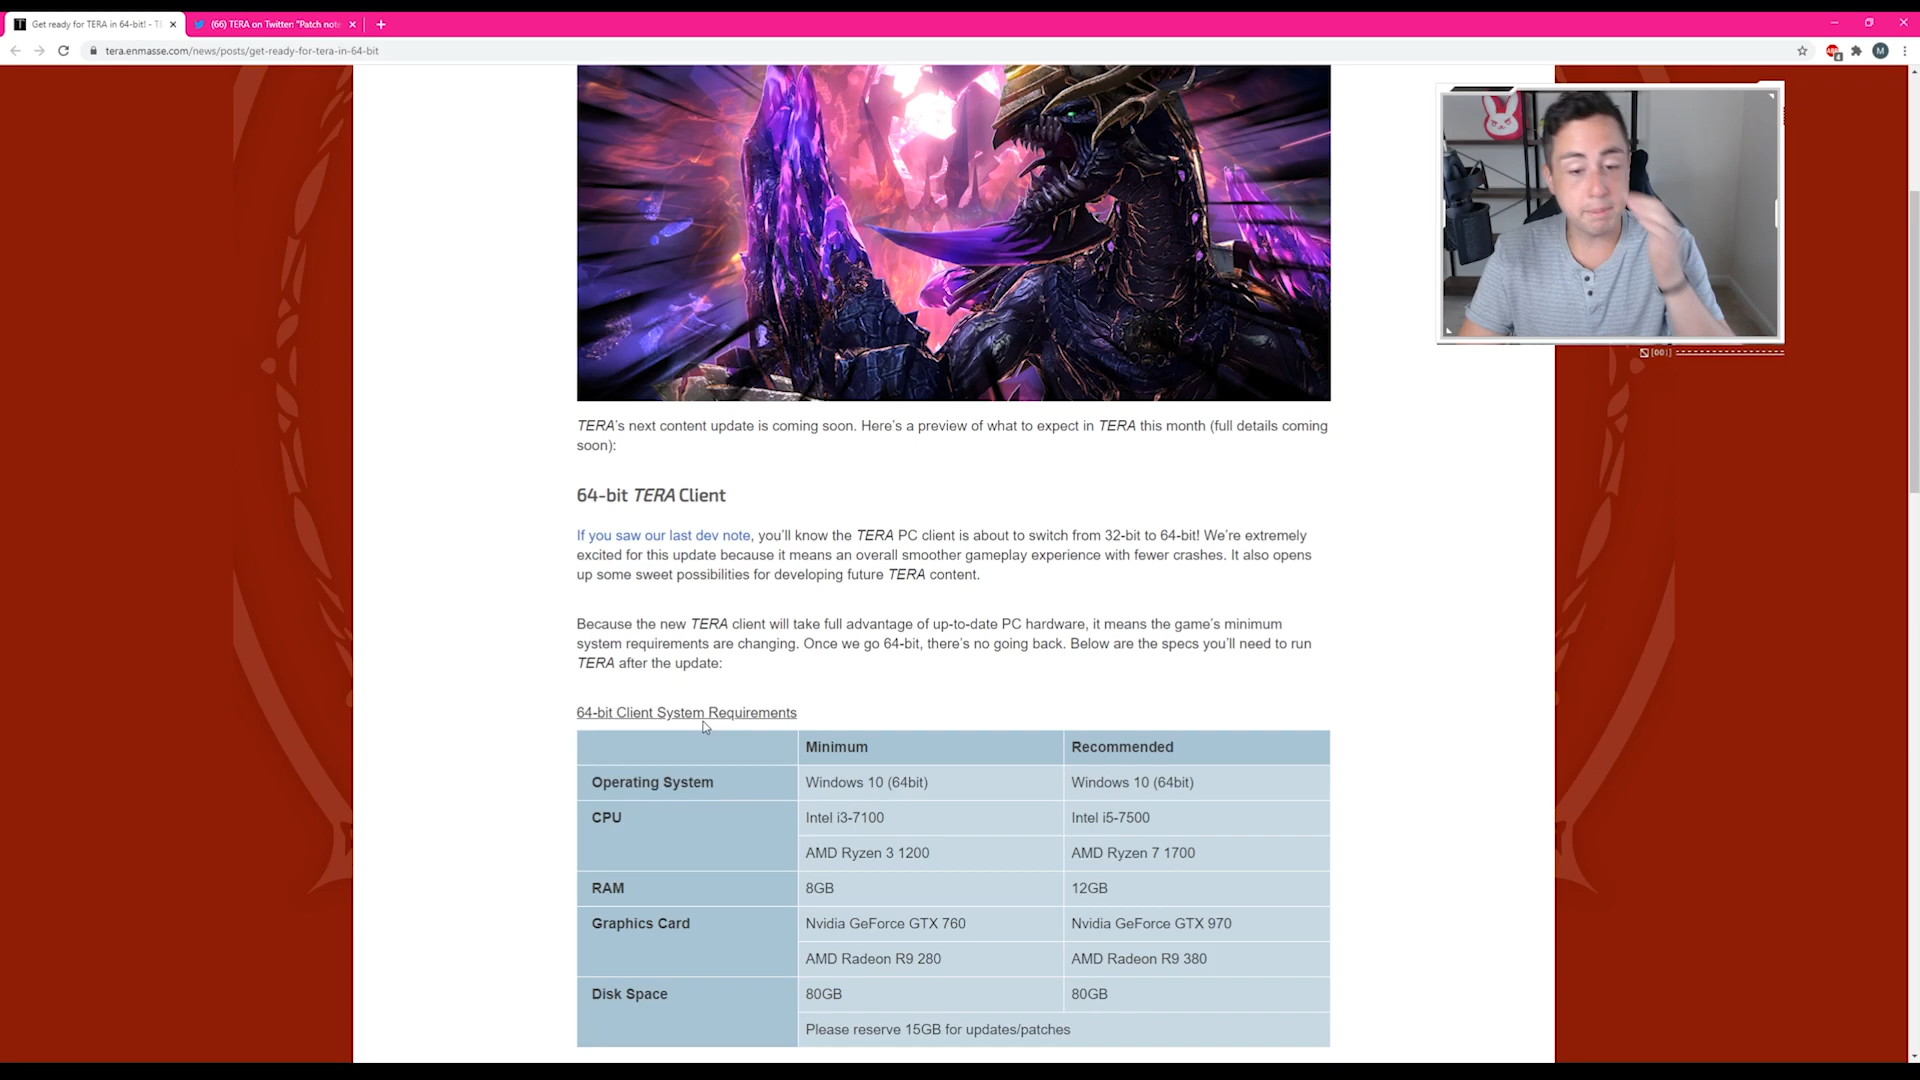 Get ready for TERA in 64-bit! - T
(66) TERA on Twitter: "Patch note
tera.enmasse.com/news/posts/get-ready-for-tera-in-64-bit
M
TERA's next content update is coming soon. Here's a preview of what to expect in TERA this month (full details coming
soon):
64-bit TERA Client
If you saw our last dev note, you'll know the TERA PC client is about to switch from 32-bit to 64-bit! We're extremely
excited for this update because it means an overall smoother gameplay experience with fewer crashes. It also opens
up some sweet possibilities for developing future TERA content.
Because the new TERA client will take full advantage of up-to-date PC hardware, it means the game's minimum
system requirements are changing. Once we go 64-bit, there's no going back. Below are the specs you'll need to run
TERA after the update:
64-bit Client System Requirements
Minimum Recommended
Operating System Windows 10 (64bit) Windows 10 (64bit)
CPU Intel i3-7100 Intel i5-7500
AMD Ryzen 3 1200 AMD Ryzen 7 1700
RAM 8GB 12GB
Graphics Card Nvidia GeForce GTX 760 Nvidia GeForce GTX 970
AMD Radeon R9 280 AMD Radeon R9 380
Disk Space 80GB 80GB
Please reserve 15GB for updates/patches